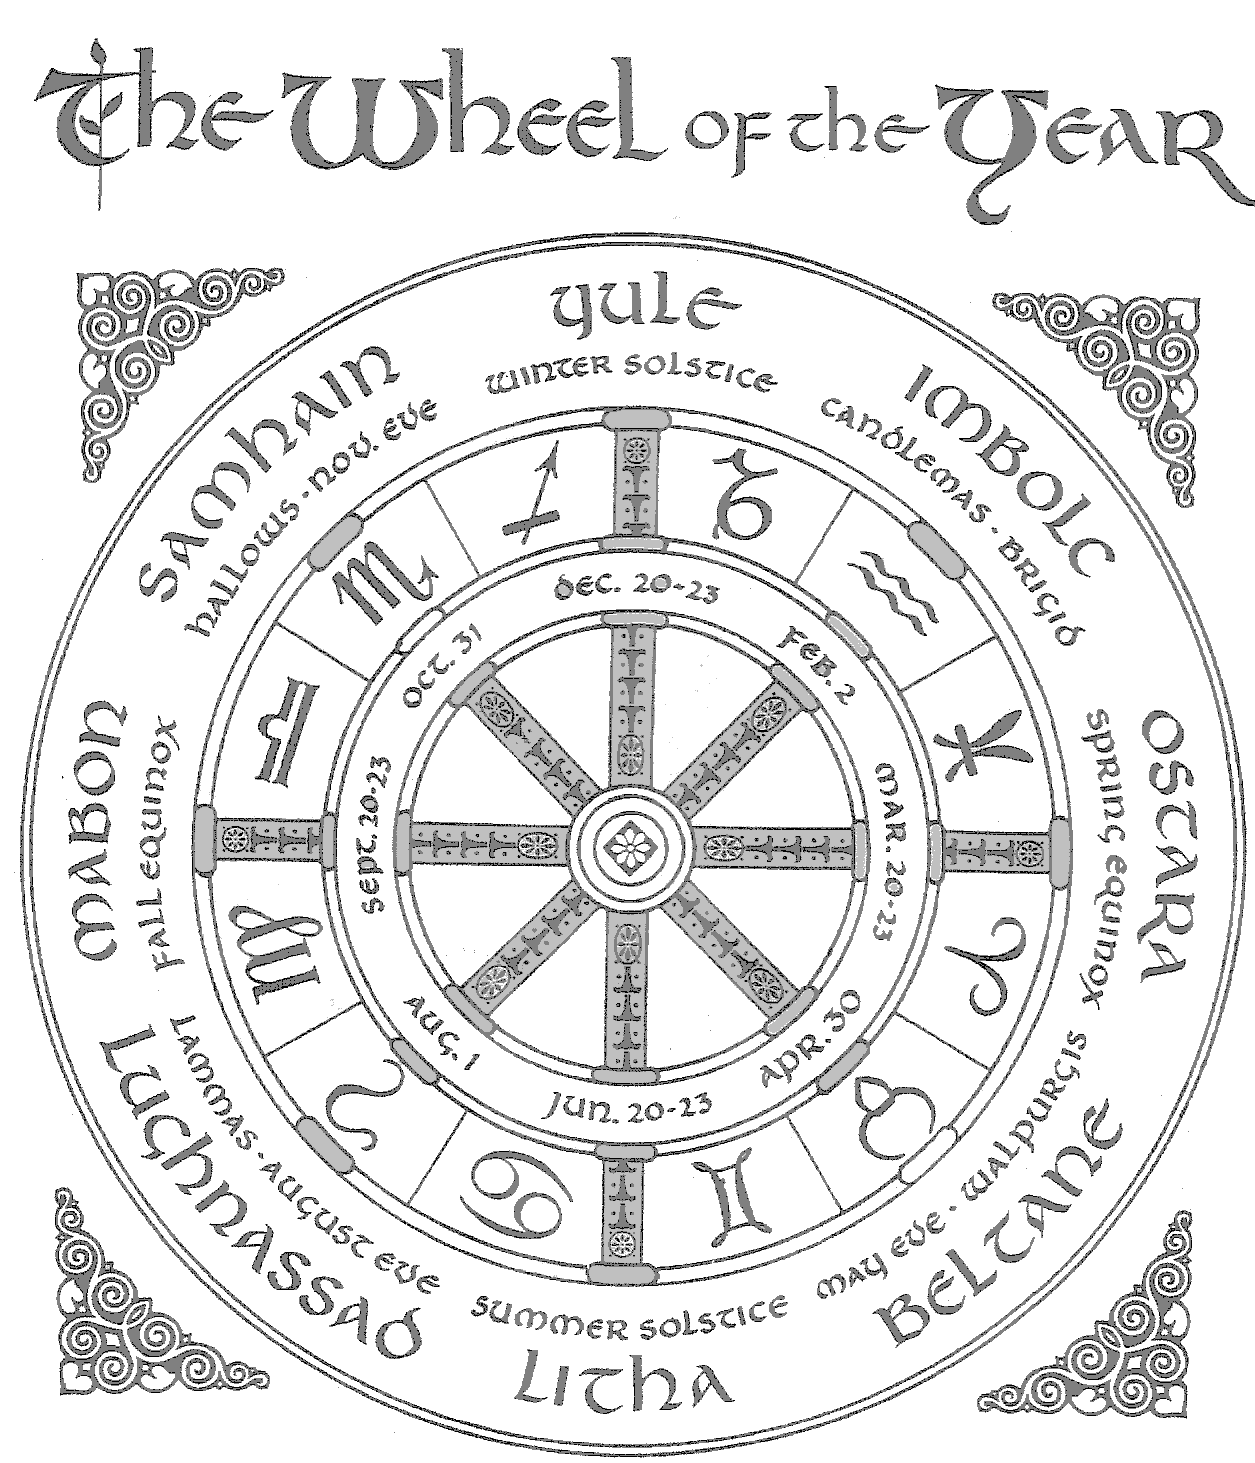 The Wheel of the Year
Yule
Winter Solstice
Imbolc
Candlemas · Brigid
Ostara
Spring Equinox
Beltane
May Eve · Walpurgis
Litha
Summer Solstice
Lughnassad
Lammas · August Eve
Mabon
Fall Equinox
Samhain
Hallows · Nov. Eve
Dec. 20-23
Feb. 2
Mar. 20-23
Apr. 30
Jun. 20-23
Aug. 1
Sept. 20-23
Oct. 31
♐ ♑
♏ ♒
♎ ♓
♍ ♈
♌ ♉
♋ ♊